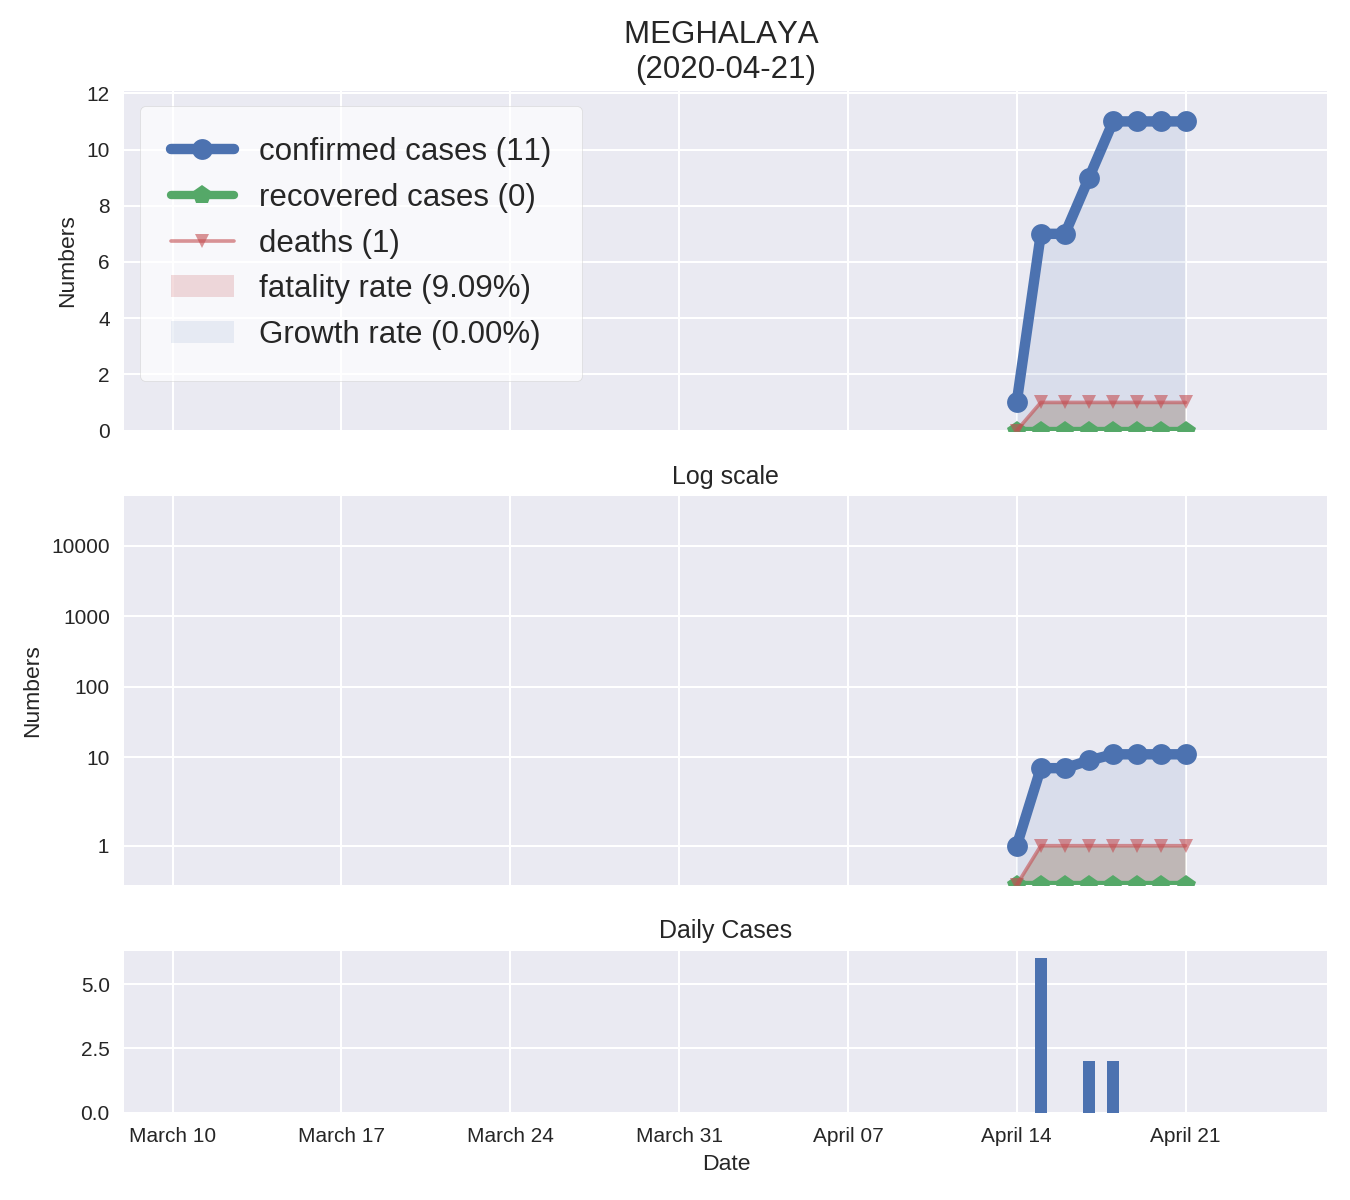 MEGHALAYA
(2020-04-21)
12
10
8
6
4
2
0
Numbers
confirmed cases (11)
recovered cases (0)
deaths (1)
fatality rate (9.09%)
Growth rate (0.00%)
Log scale
10000
1000
100
10
1
Numbers
Daily Cases
5.0
2.5
0.0
March 10 March 17 March 24 March 31 April 07 April 14 April 21
Date